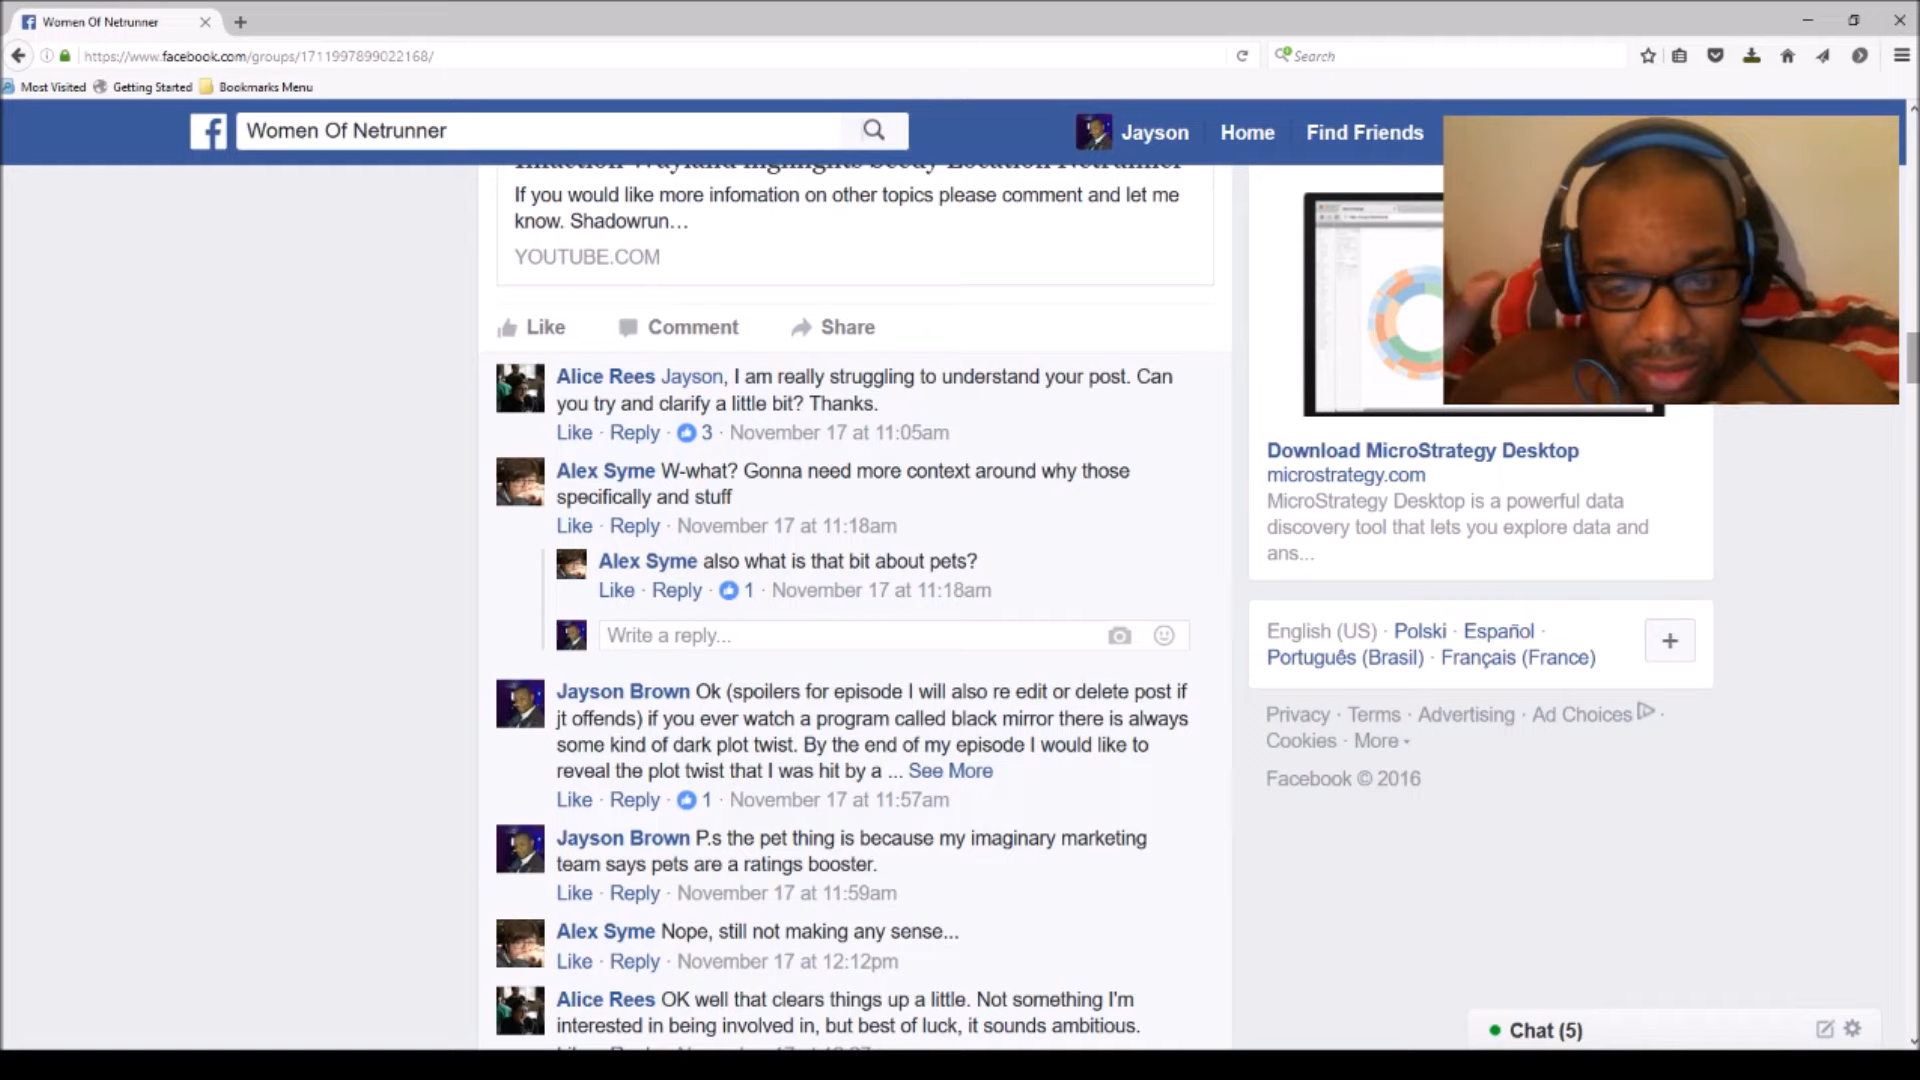 Women Of Netrunner
https://www.facebook.com/groups/1711997899022168/
Search
Most Visited Getting Started Bookmarks Menu
Women Of Netrunner
Jayson Home Find Friends
Infaction Wayland highlights Seedy Location Netrunner
If you would like more infomation on other topics please comment and let me
know. Shadowrun…
YOUTUBE.COM
Like Comment Share
Alice Rees Jayson, I am really struggling to understand your post. Can
you try and clarify a little bit? Thanks.
Like · Reply · 3 · November 17 at 11:05am
Alex Syme W-what? Gonna need more context around why those
specifically and stuff
Like · Reply · November 17 at 11:18am
Alex Syme also what is that bit about pets?
Like · Reply · 1 · November 17 at 11:18am
Write a reply...
Jayson Brown Ok (spoilers for episode I will also re edit or delete post if
jt offends) if you ever watch a program called black mirror there is always
some kind of dark plot twist. By the end of my episode I would like to
reveal the plot twist that I was hit by a ... See More
Like · Reply · 1 · November 17 at 11:57am
Jayson Brown P.s the pet thing is because my imaginary marketing
team says pets are a ratings booster.
Like · Reply · November 17 at 11:59am
Alex Syme Nope, still not making any sense...
Like · Reply · November 17 at 12:12pm
Alice Rees OK well that clears things up a little. Not something I'm
interested in being involved in, but best of luck, it sounds ambitious.
Download MicroStrategy Desktop
microstrategy.com
MicroStrategy Desktop is a powerful data
discovery tool that lets you explore data and
ans...
English (US) · Polski · Español ·
Português (Brasil) · Français (France)
Privacy · Terms · Advertising · Ad Choices ·
Cookies · More
Facebook © 2016
Chat (5)